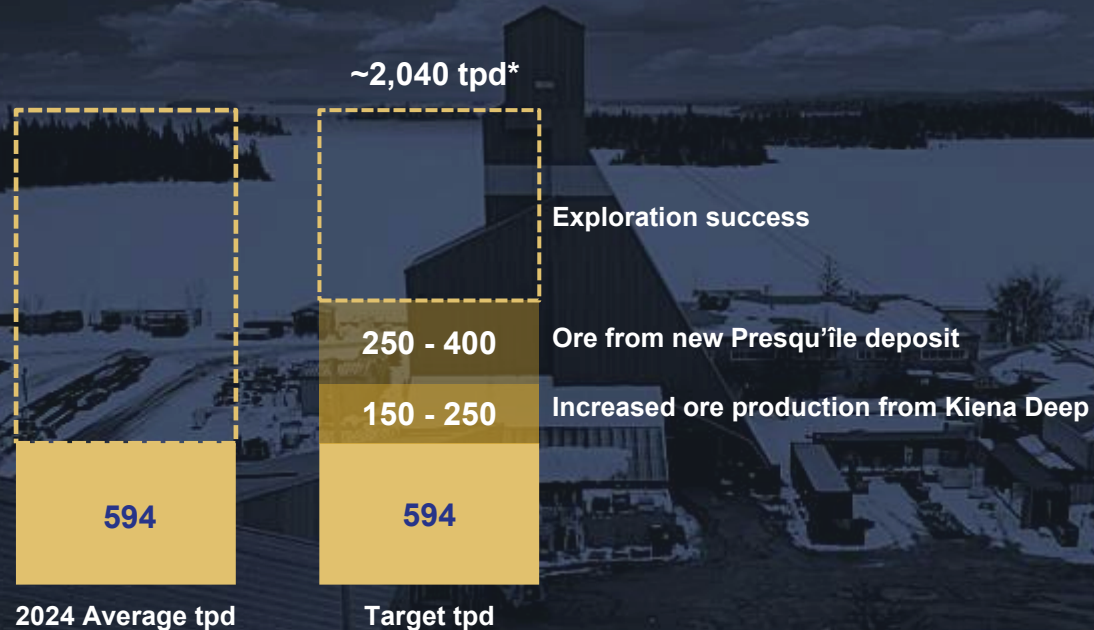 ~2,040 tpd*
Exploration success
250 - 400
Ore from new Presqu’île deposit
150 - 250
Increased ore production from Kiena Deep
594
594
2024 Average tpd
Target tpd